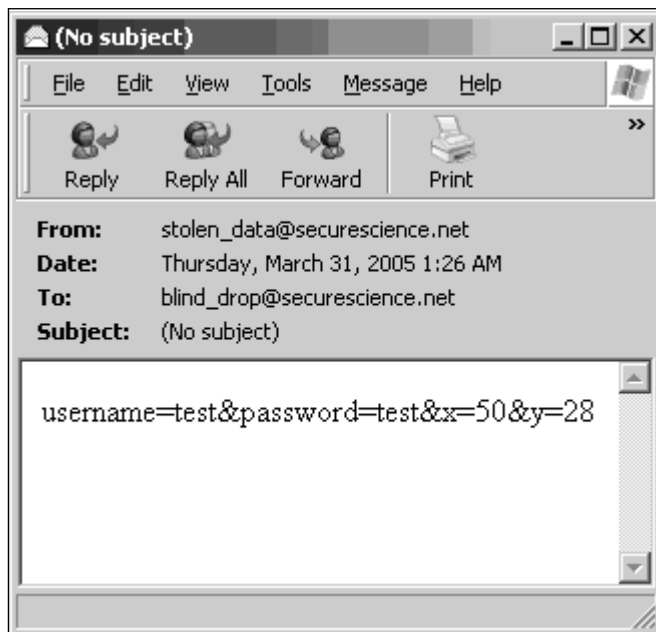 (No subject)
File Edit View Tools Message Help
Reply Reply All Forward Print »
From: stolen_data@securescience.net
Date: Thursday, March 31, 2005 1:26 AM
To: blind_drop@securescience.net
Subject: (No subject)
username=test&password=test&x=50&y=28